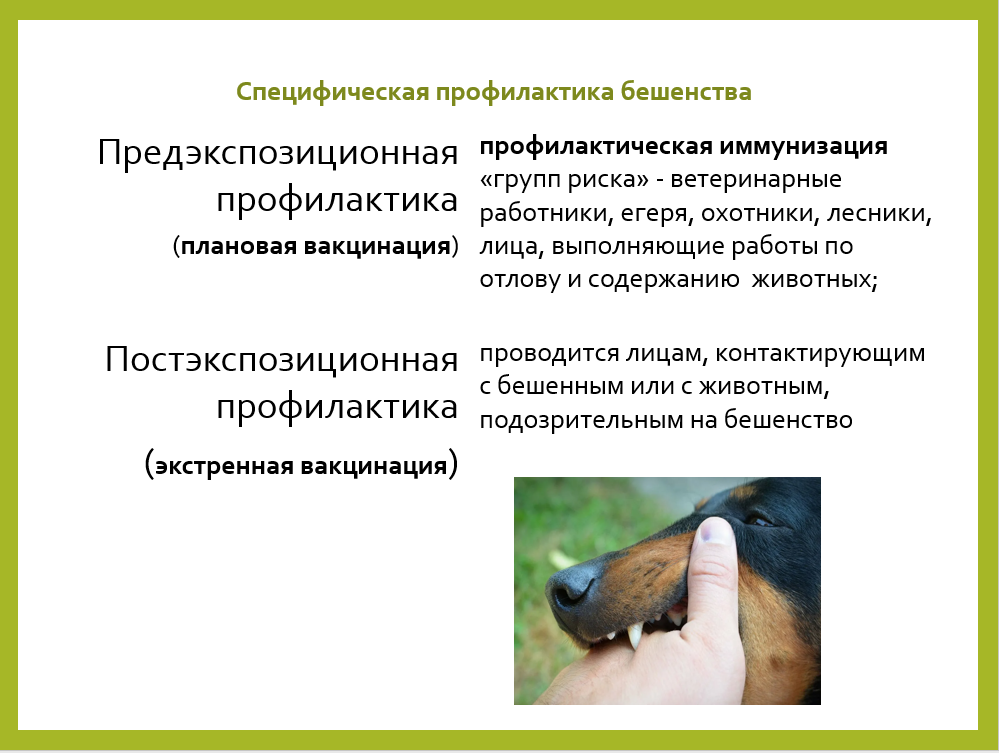 Специфическая профилактика бешенства
Предэкспозиционная
профилактика
(плановая вакцинация)
профилактическая иммунизация
«групп риска» - ветеринарные
работники, егеря, охотники, лесники,
лица, выполняющие работы по
отлову и содержанию  животных;
Постэкспозиционная
профилактика
(экстренная вакцинация)
проводится лицам, контактирующим
с бешенным или с животным,
подозрительным на бешенство